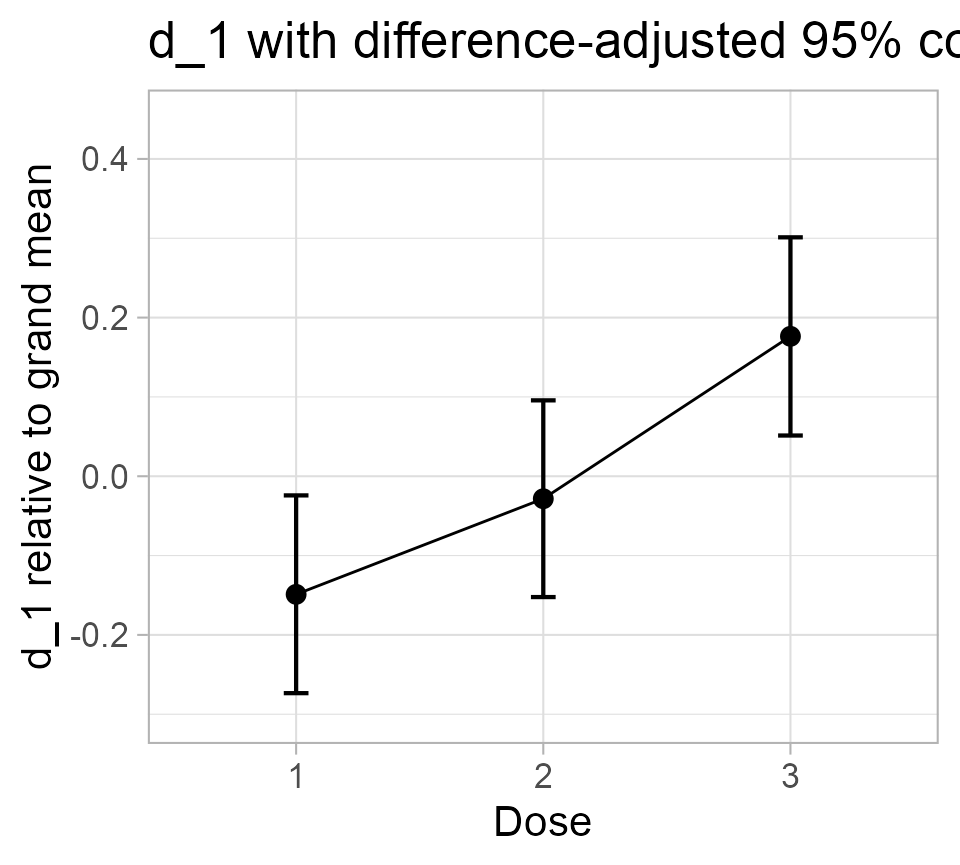 d_1 with difference-adjusted 95% co
d_1 relative to grand mean
0.4
0.2
0.0
-0.2
1
2
3
Dose